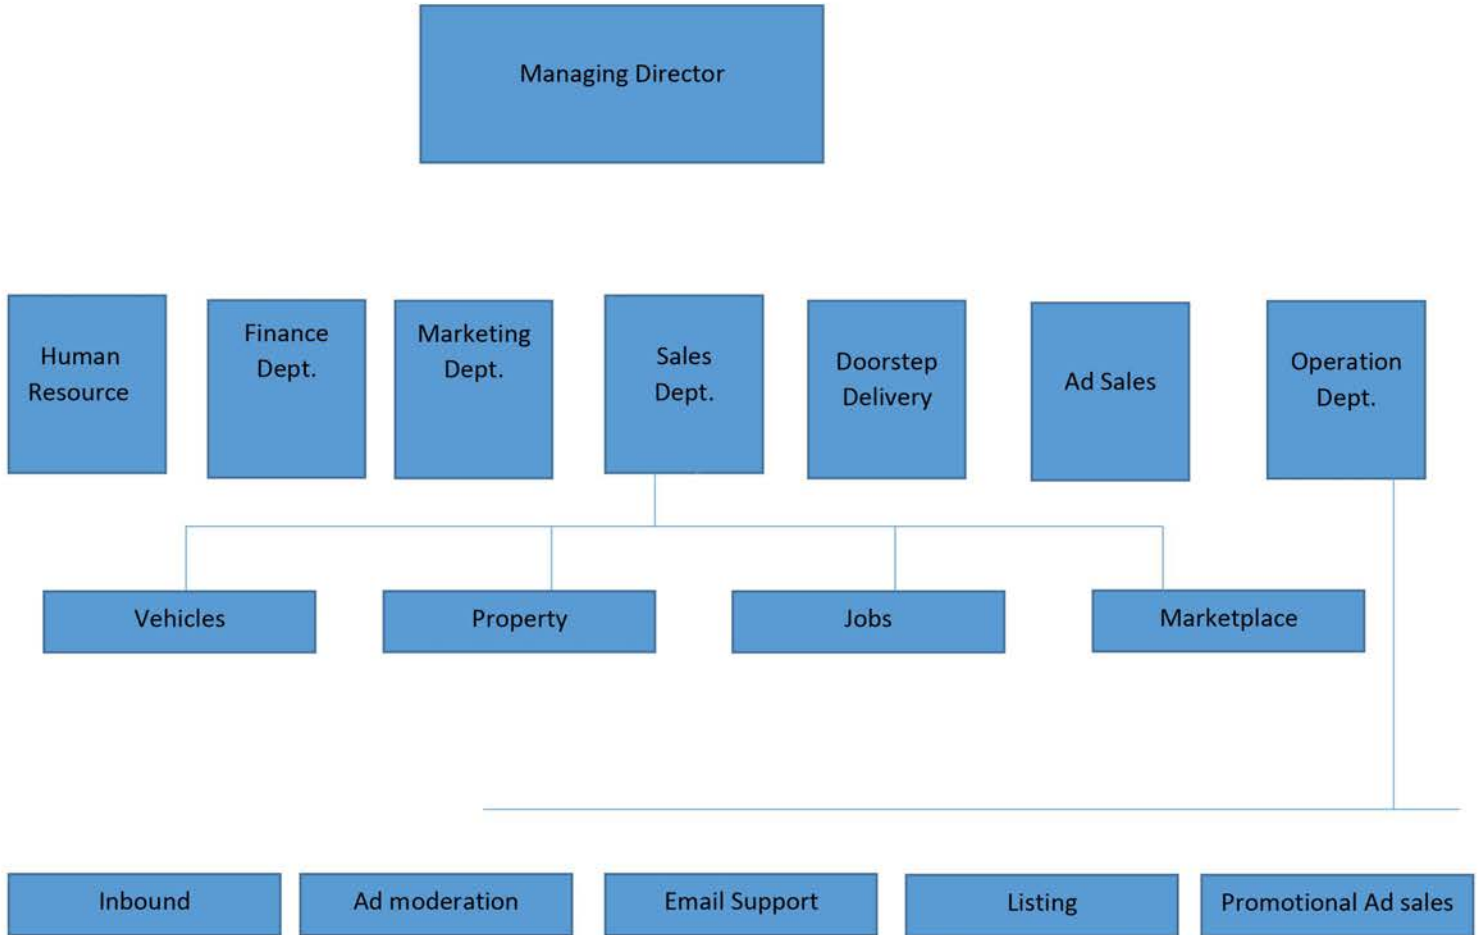 Managing Director
Human
Resource
Finance
Dept.
Marketing
Dept.
Sales
Dept.
Doorstep
Delivery
Ad Sales
Operation
Dept.
Vehicles
Property
Jobs
Marketplace
Inbound
Ad moderation
Email Support
Listing
Promotional Ad sales